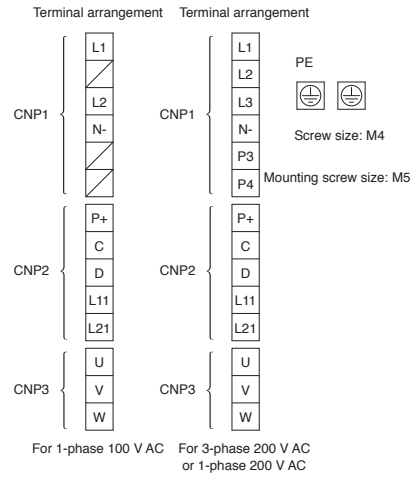 Terminal arrangement
CNP1
L1
L2
N-
CNP2
P+
C
D
L11
L21
CNP3
U
V
W
For 1-phase 100 V AC
Terminal arrangement
CNP1
L1
L2
L3
N-
P3
P4
CNP2
P+
C
D
L11
L21
CNP3
U
V
W
For 3-phase 200 V AC
or 1-phase 200 V AC
PE
Screw size: M4
Mounting screw size: M5